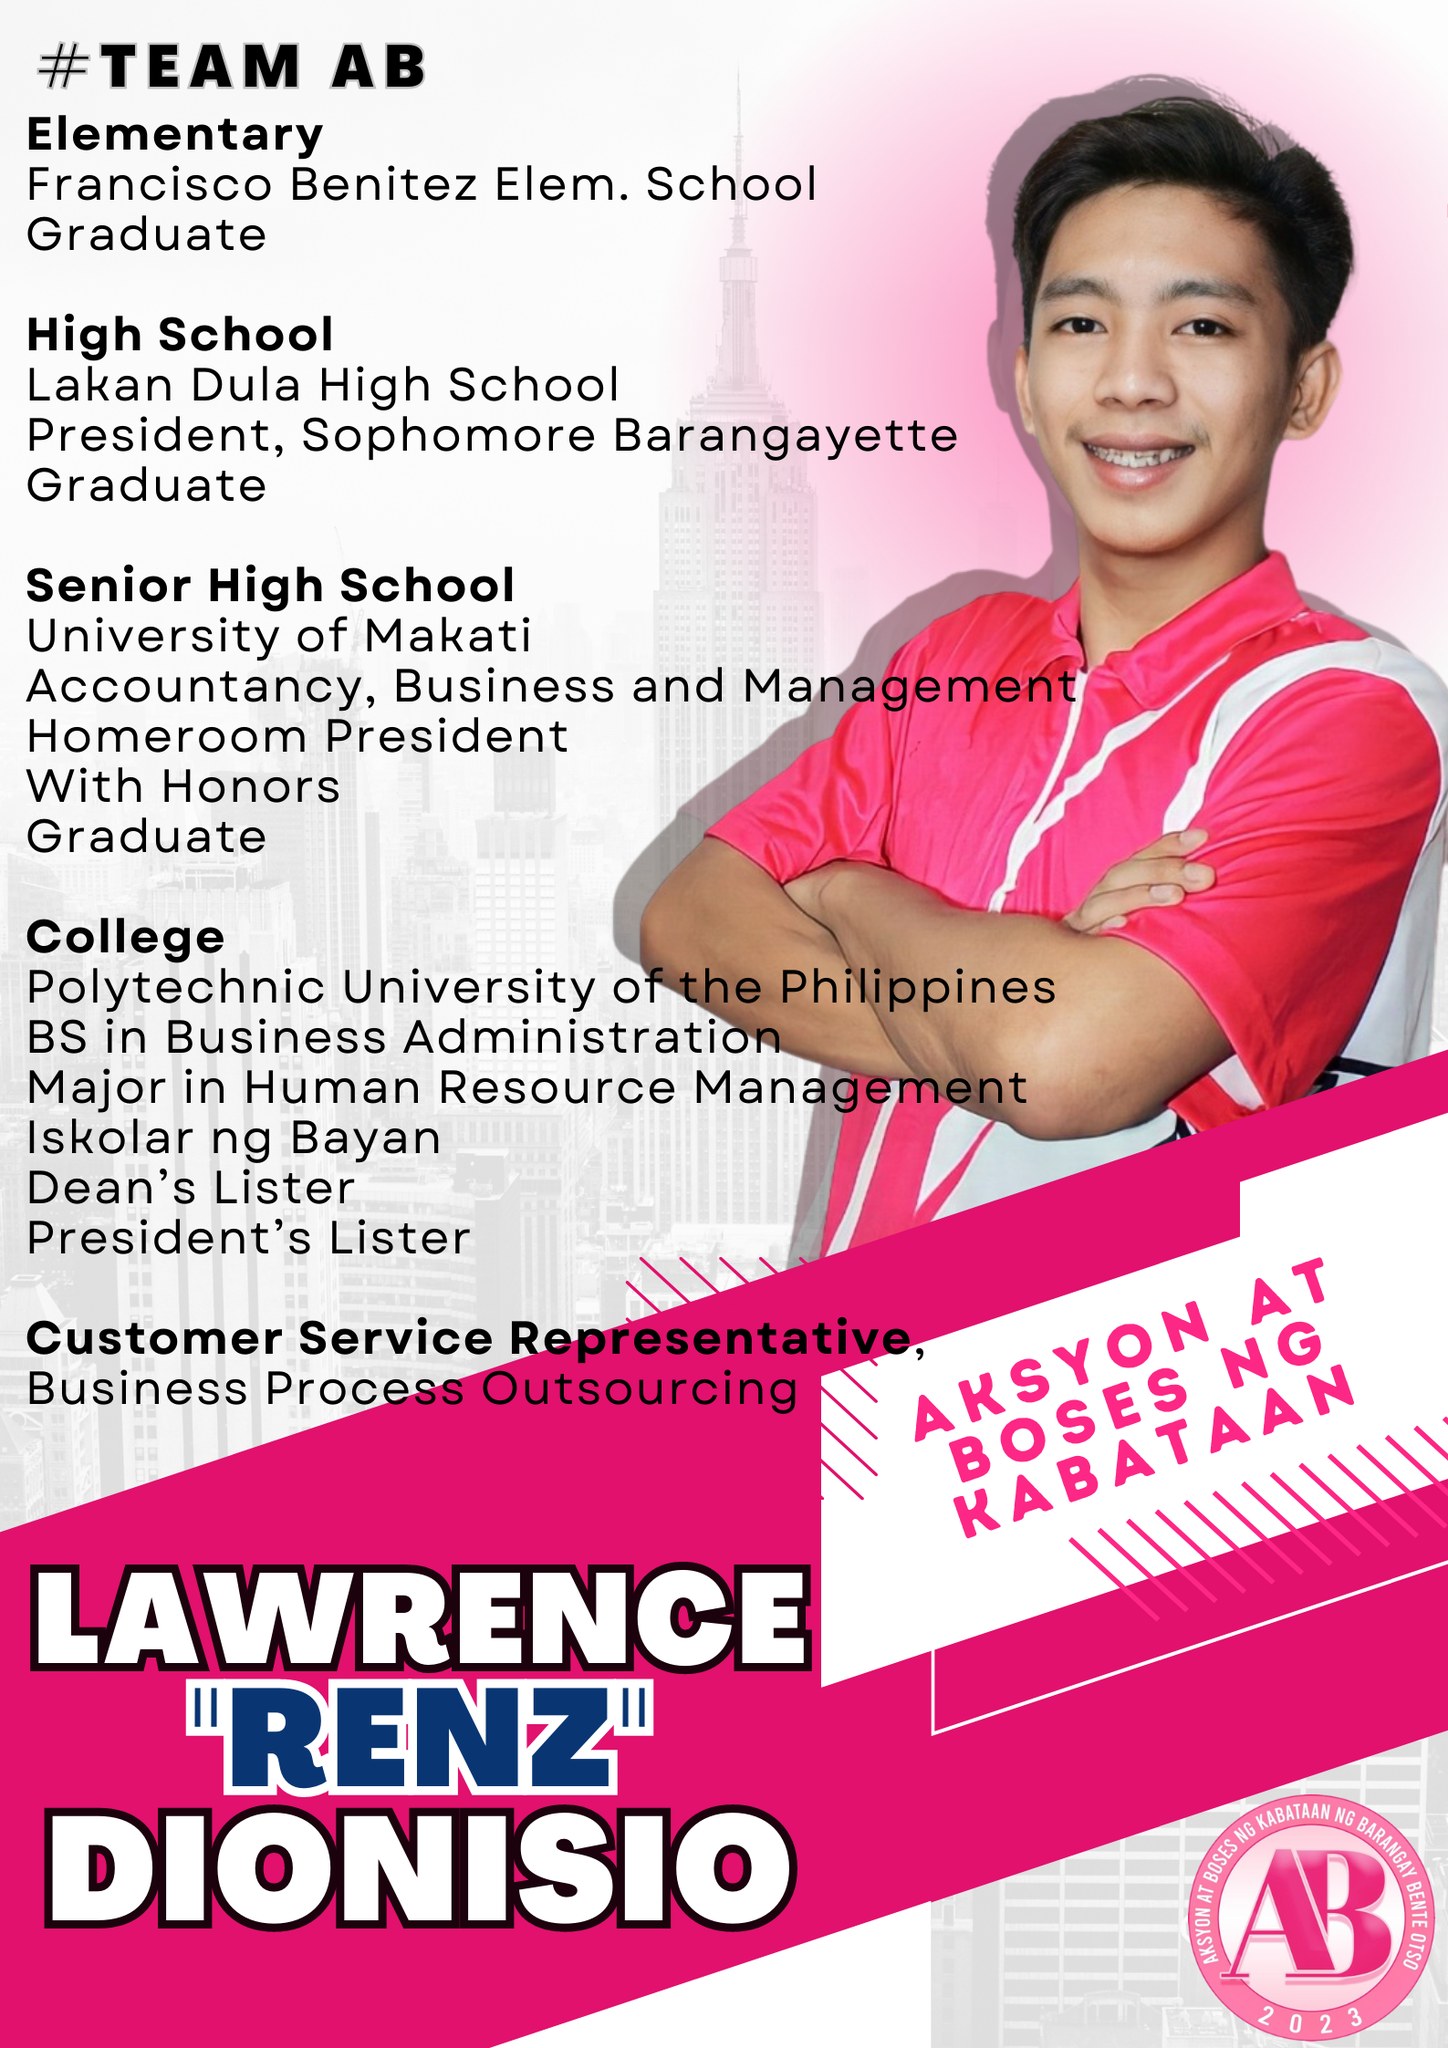 #TEAM AB
Elementary
Francisco Benitez Elem. School
Graduate
High School
Lakan Dula High School
President, Sophomore Barangayette
Graduate
Senior High School
University of Makati
Accountancy, Business and Management
Homeroom President
With Honors
Graduate
College
Polytechnic University of the Philippines
BS in Business Administration
Major in Human Resource Management
Iskolar ng Bayan
Dean’s Lister
President’s Lister
Customer Service Representative,
Business Process Outsourcing
AKSYON AT
BOSES NG
KABATAAN
LAWRENCE
"RENZ"
DIONISIO
AKSYON AT BOSES NG KABATAAN NG BARANGAY BENTE OTSO
AB
2023